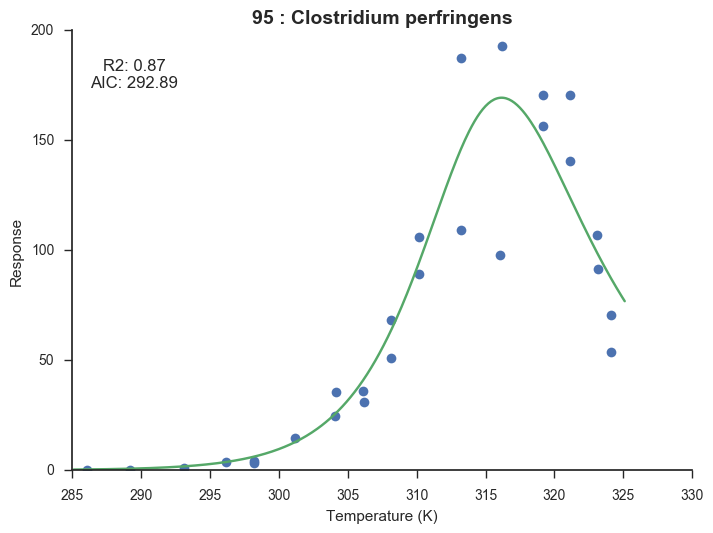 95 : Clostridium perfringens
R2: 0.87
AIC: 292.89
200
150
100
50
0
Response
285 290 295 300 305 310 315 320 325 330
Temperature (K)